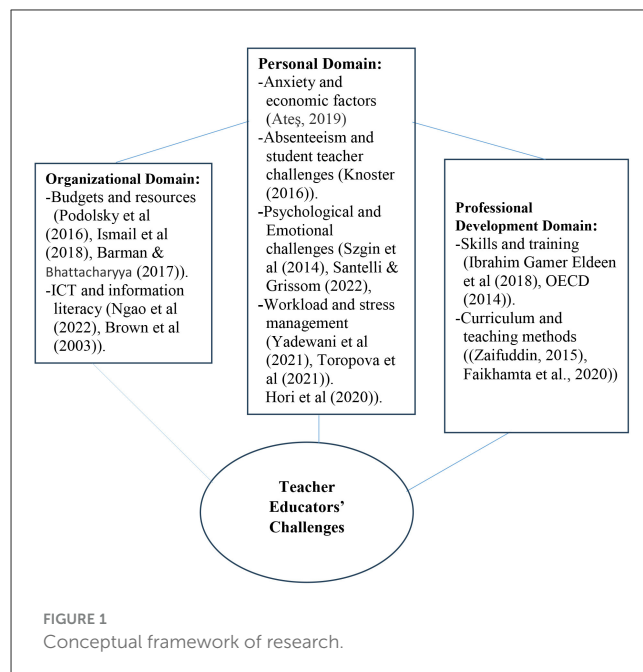 Personal Domain:
-Anxiety and
economic factors
(Ateş, 2019)
-Absenteeism and
student teacher
challenges (Knoster
(2016)).
-Psychological and
Emotional
challenges (Szgin et
al (2014), Santelli &
Grissom (2022),
-Workload and stress
management
(Yadewani et al
(2021), Toropova et
al (2021)).
Hori et al (2020)).
Organizational Domain:
-Budgets and resources
(Podolsky et al
(2016), Ismail et al
(2018), Barman &
Bhattacharyya (2017)).
-ICT and information
literacy (Ngao et al
(2022), Brown et al
(2003)).
Professional
Development Domain:
-Skills and training
(Ibrahim Gamer Eldeen
et al (2018), OECD
(2014)).
-Curriculum and
teaching methods
((Zaifuddin, 2015),
Faikhamta et al., 2020))
Teacher
Educators'
Challenges
FIGURE 1
Conceptual framework of research.